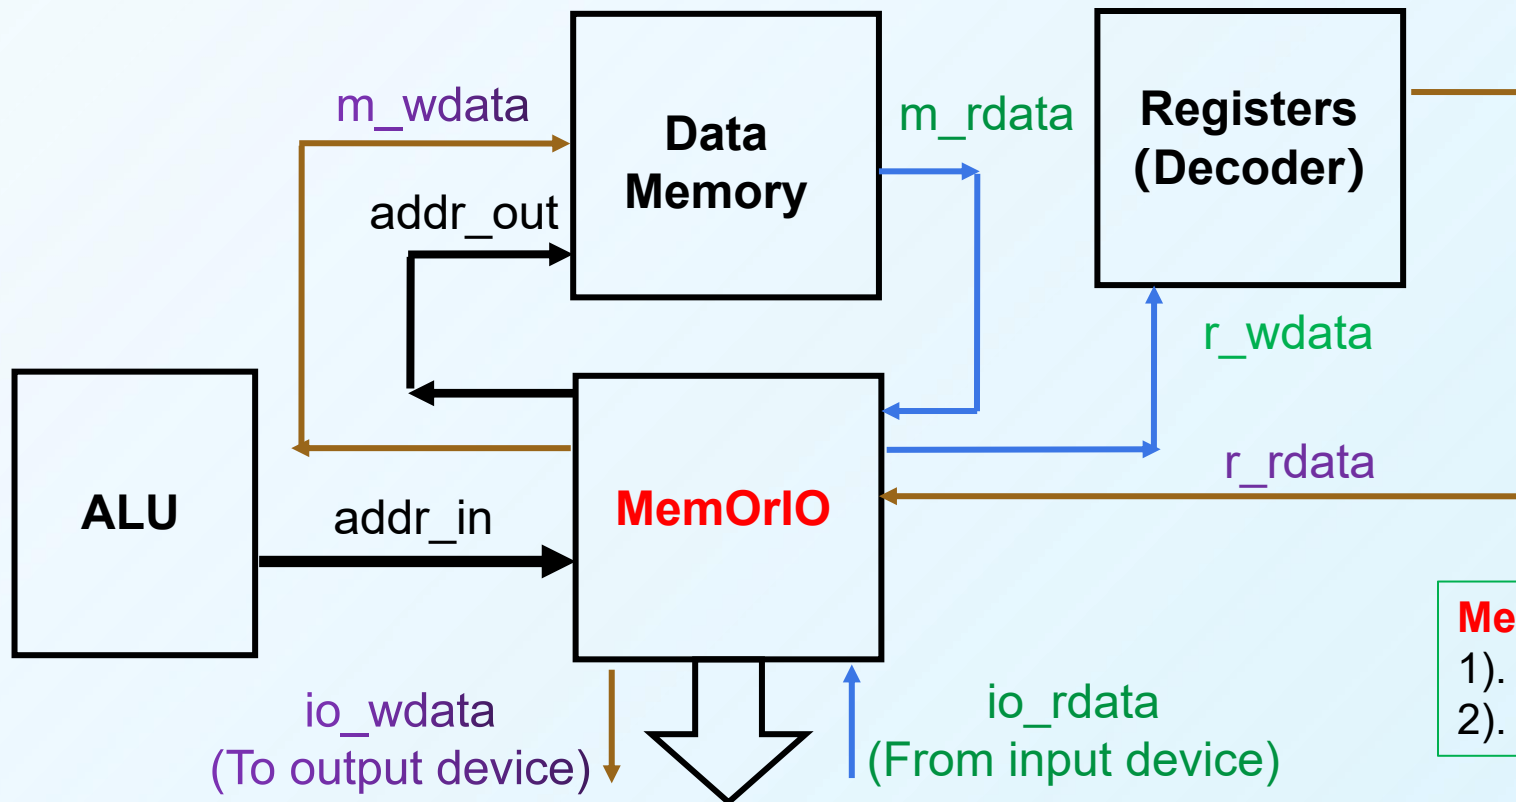 m_wdata
Data
Memory
m_rdata
Registers
(Decoder)
addr_out
r_wdata
ALU
addr_in
MemOrIO
r_rdata
io_wdata
(To output device)
io_rdata
(From input device)
1).
2).